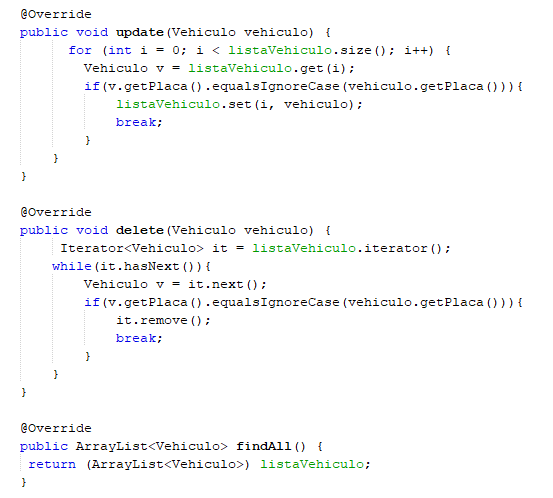 @Override
public void update(Vehiculo vehiculo) {
      for (int i = 0; i < listaVehiculo.size(); i++) {
        Vehiculo v = listaVehiculo.get(i);
        if(v.getPlaca().equalsIgnoreCase(vehiculo.getPlaca())){
            listaVehiculo.set(i, vehiculo);
            break;
        }
    }
}

@Override
public void delete(Vehiculo vehiculo) {
     Iterator<Vehiculo> it = listaVehiculo.iterator();
    while(it.hasNext()){
        Vehiculo v = it.next();
        if(v.getPlaca().equalsIgnoreCase(vehiculo.getPlaca())){
            it.remove();
            break;
        }
    }
}

@Override
public ArrayList<Vehiculo> findAll() {
 return (ArrayList<Vehiculo>) listaVehiculo;
}